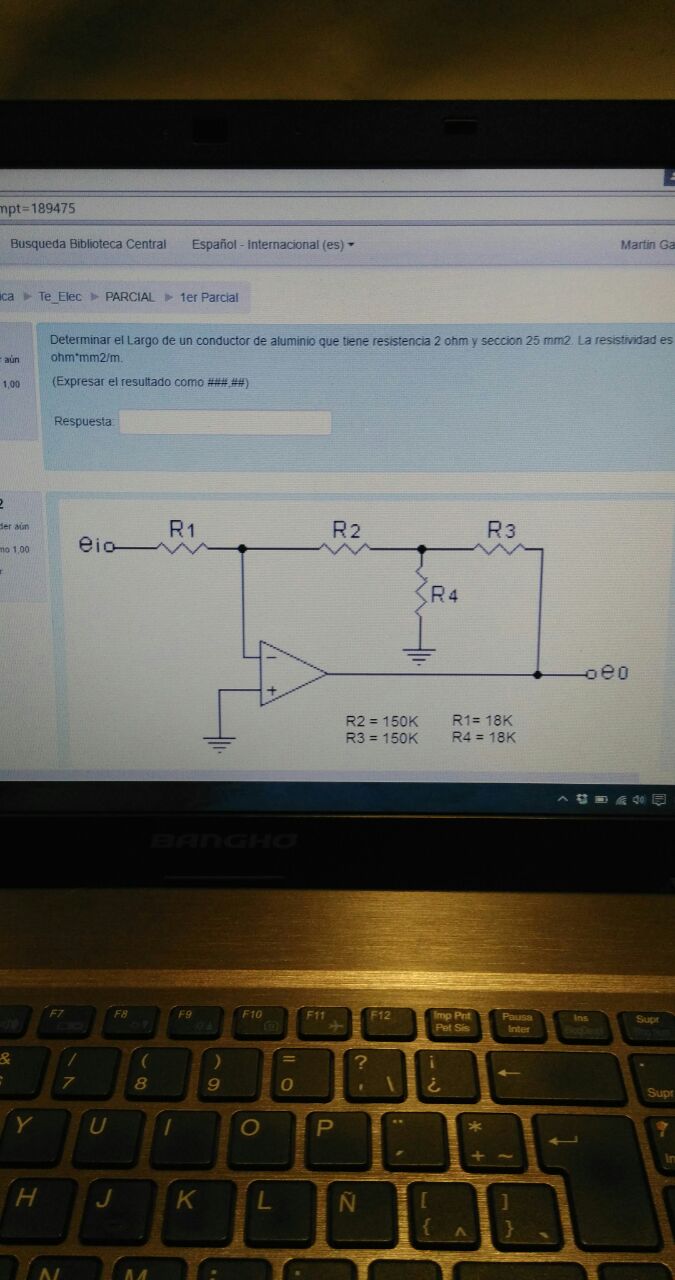 mpt=189475
Busqueda Biblioteca Central Español - Internacional (es) Martin Ga
ica Te_Elec PARCIAL 1er Parcial
Determinar el Largo de un conductor de aluminio que tiene resistencia 2 ohm y seccion 25 mm2. La resistividad es
ohm*mm2/m.
aún
(Expresar el resultado como ###,##)
1,00
Respuesta:
2
der aún
mo 1,00
r
R1 R2 R3
eio
R4
-
+
eo
R2 = 150K R1= 18K
R3 = 150K R4 = 18K
BANGHO
F7 F8 F9 F10 F11 F12 Imp Pnt Pet Sis Pausa Inter Ins Supr
& / ( ) = ? ¡
7 8 9 0 ' \ ¿ ← Supr
Y U I O P ¨ ´ * + ~
H J K L Ñ [ { ^ ] } `
N M ; :